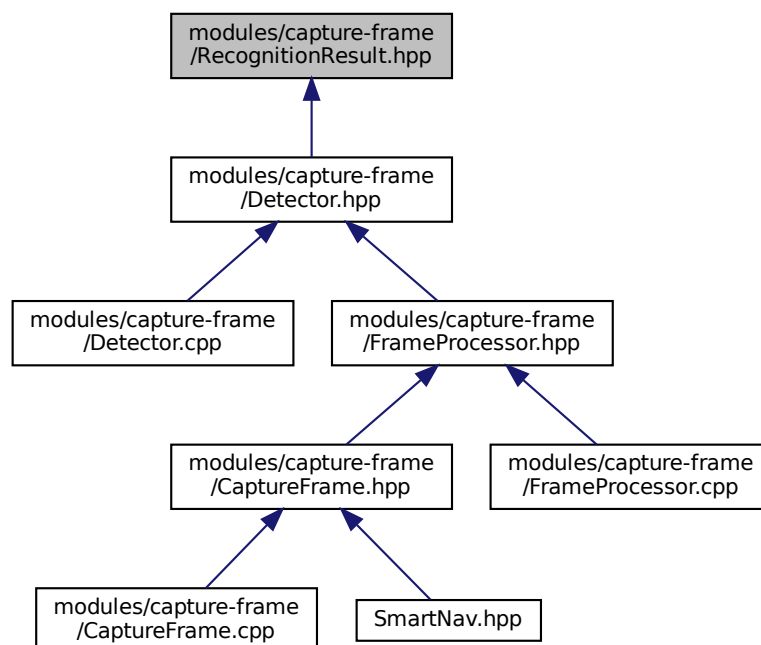 modules/capture-frame
/RecognitionResult.hpp
modules/capture-frame
/Detector.hpp
modules/capture-frame
/Detector.cpp
modules/capture-frame
/FrameProcessor.hpp
modules/capture-frame
/CaptureFrame.hpp
modules/capture-frame
/FrameProcessor.cpp
modules/capture-frame
/CaptureFrame.cpp
SmartNav.hpp